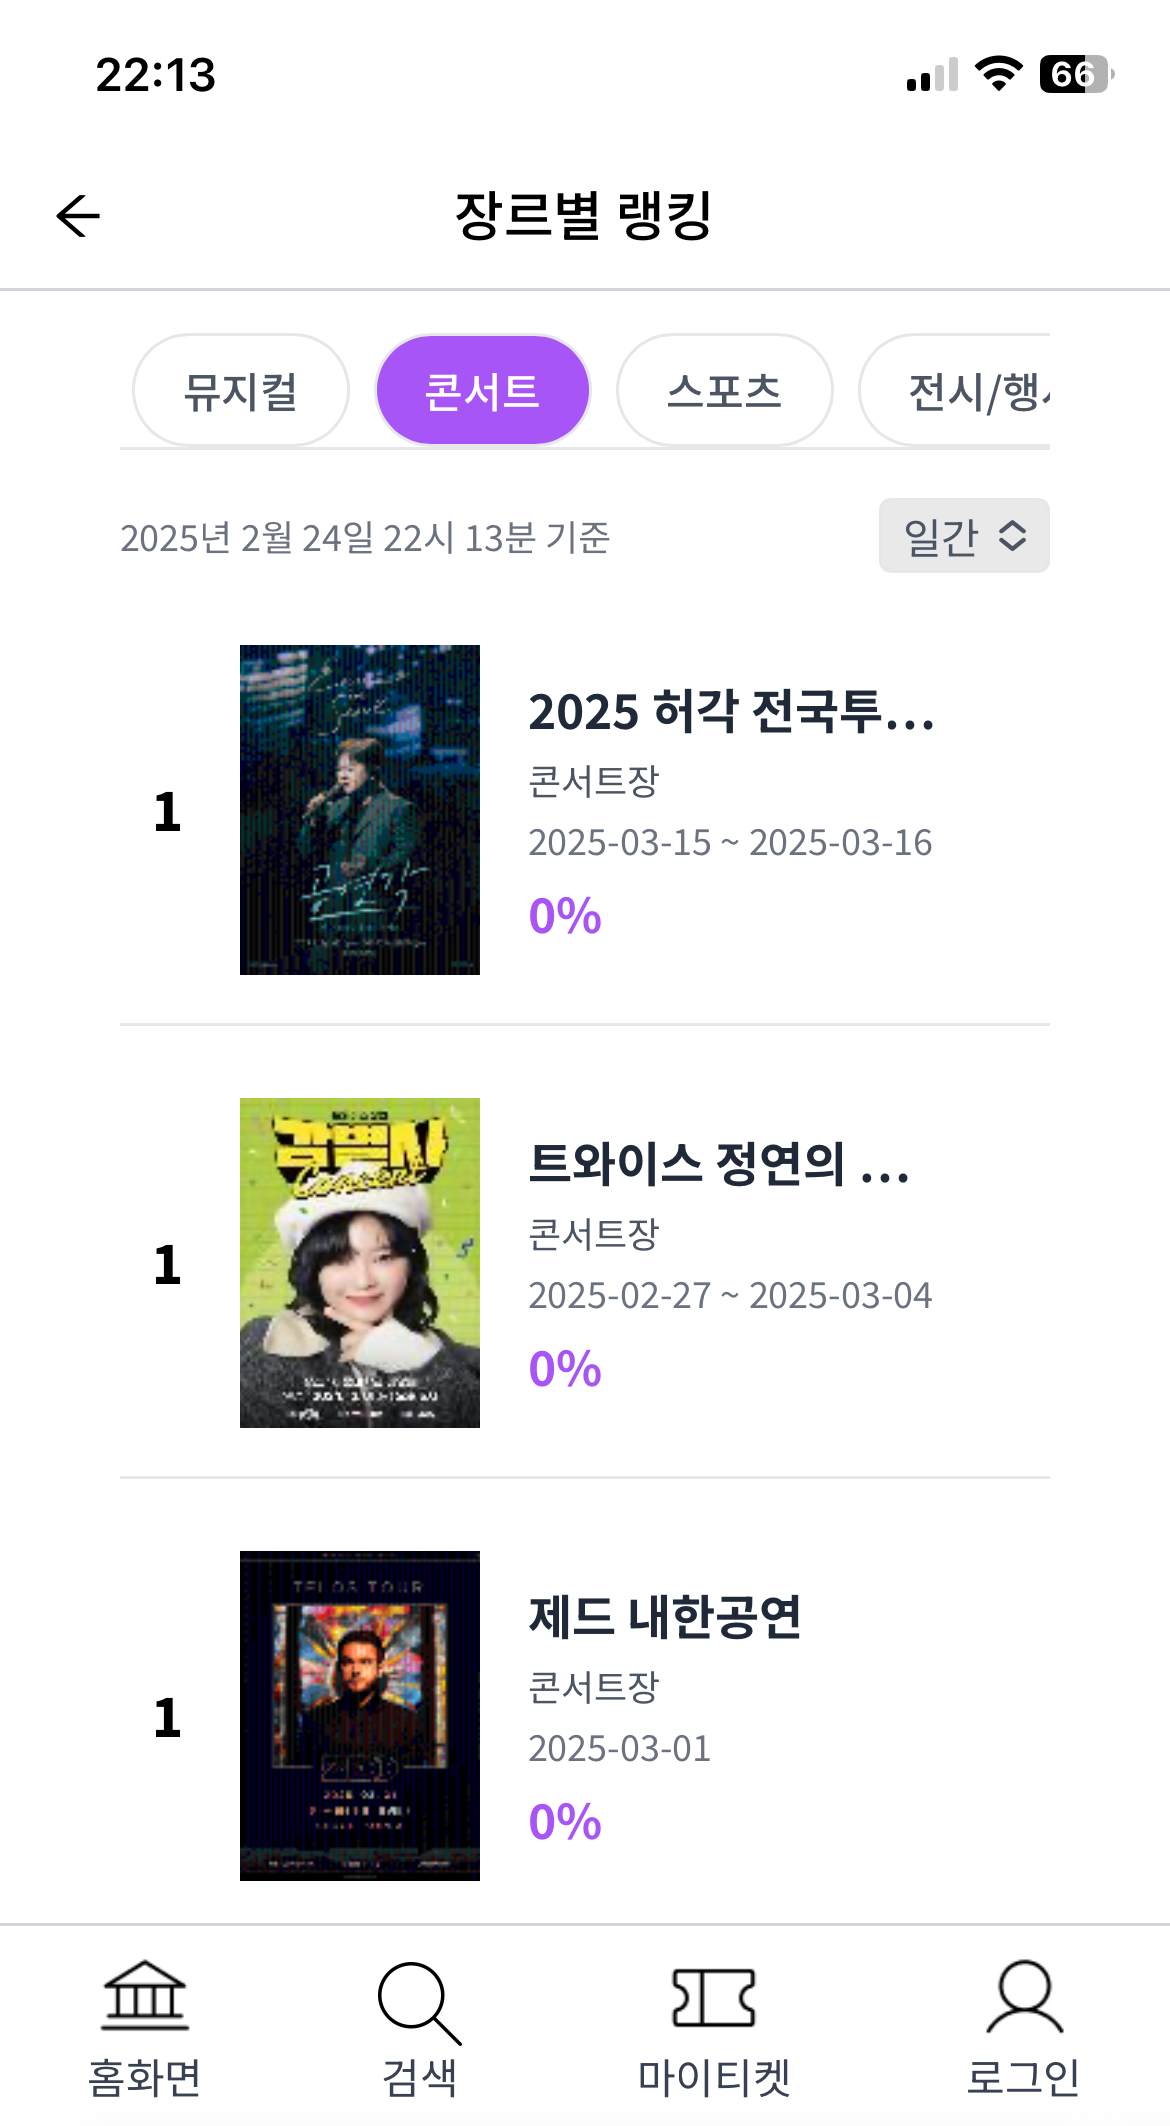 22:13
66
장르별 랭킹
뮤지컬
콘서트
스포츠
전시/행
2025년 2월 24일 22시 13분 기준
일간
1
2025 허각 전국투...
콘서트장
2025-03-15 ~ 2025-03-16
0%
1
감별사
Concert
트와이스 정연의 ...
콘서트장
2025-02-27 ~ 2025-03-04
0%
1
TELOS TOUR
제드 내한공연
콘서트장
2025-03-01
0%
홈화면
검색
마이티켓
로그인